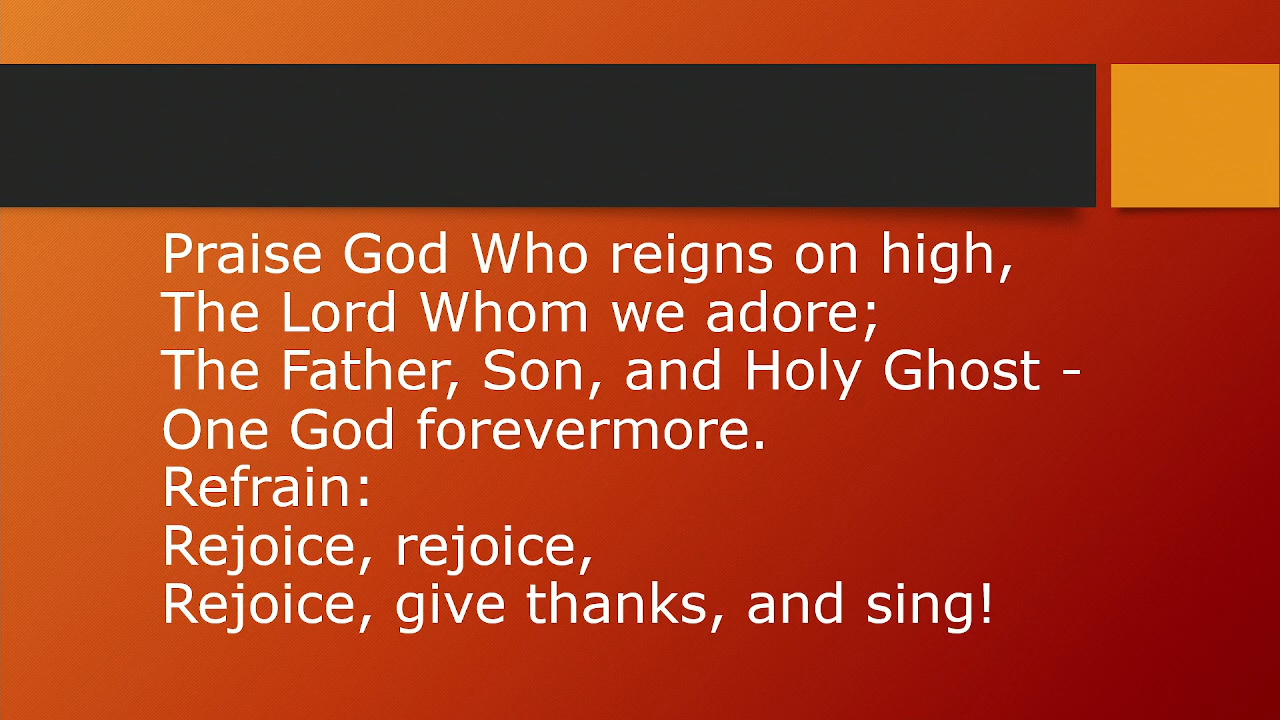 Praise God Who reigns on high,
The Lord Whom we adore;
The Father, Son, and Holy Ghost -
One God forevermore.
Refrain:
Rejoice, rejoice,
Rejoice, give thanks, and sing!